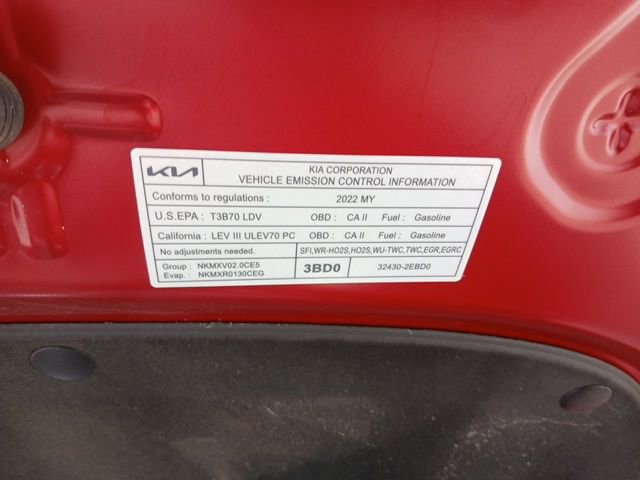 KIA
KIA CORPORATION
VEHICLE EMISSION CONTROL INFORMATION
Conforms to regulations : 2022 MY
U.S.EPA : T3B70 LDV OBD : CA II Fuel : Gasoline
California : LEV III ULEV70 PC OBD : CA II Fuel : Gasoline
No adjustments needed. SFI,WR-HO2S,HO2S,WU-TWC,TWC,EGR,EGRC
Group : NKMXV02.0CE5
Evap. : NKMXR0130CEG
3BD0
32430-2EBD0